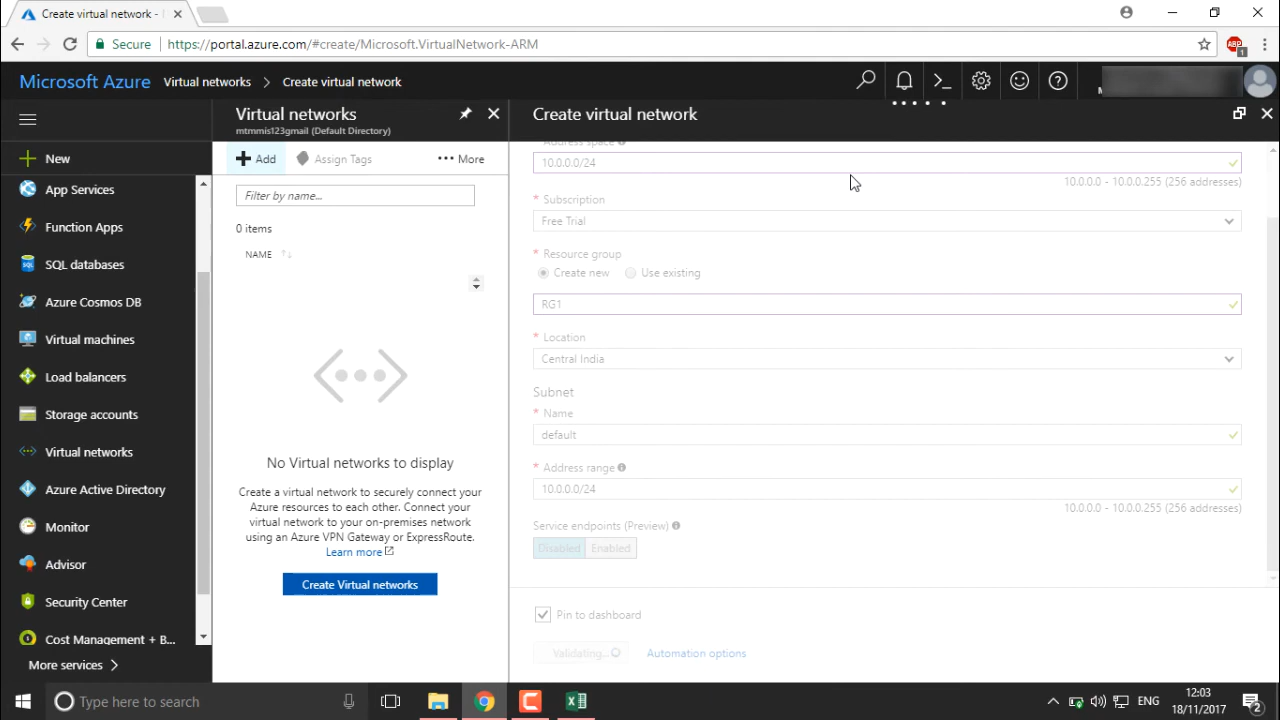 Create virtual network -
Secure
https://portal.azure.com/#create/Microsoft.VirtualNetwork-ARM
ABP
1
Microsoft Azure
Virtual networks > Create virtual network
Virtual networks
mtmmis123gmail (Default Directory)
Create virtual network
New
App Services
Function Apps
SQL databases
Azure Cosmos DB
Virtual machines
Load balancers
Storage accounts
Virtual networks
Azure Active Directory
Monitor
Advisor
Security Center
Cost Management + B...
More services
Add
Assign Tags
More
Filter by name...
0 items
NAME
No Virtual networks to display
Create a virtual network to securely connect your
Azure resources to each other. Connect your
virtual network to your on-premises network
using an Azure VPN Gateway or ExpressRoute.
Learn more
Create Virtual networks
Address space
10.0.0.0/24
10.0.0.0 - 10.0.0.255 (256 addresses)
* Subscription
Free Trial
* Resource group
Create new
Use existing
RG1
* Location
Central India
Subnet
* Name
default
* Address range
10.0.0.0/24
10.0.0.0 - 10.0.0.255 (256 addresses)
Service endpoints (Preview)
Disabled
Enabled
Pin to dashboard
Validating...
Automation options
Type here to search
ENG
12:03
18/11/2017
2